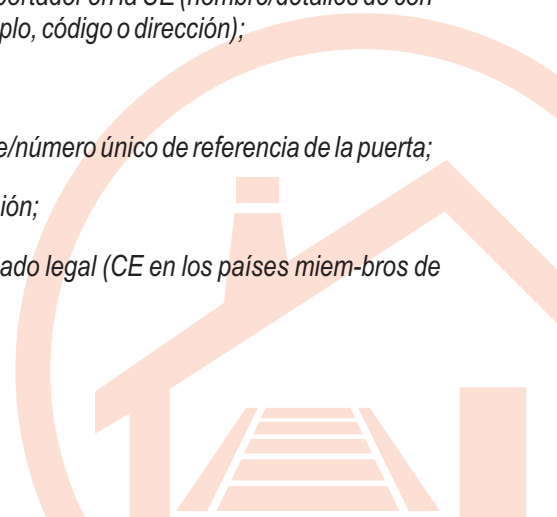 portador en la UE (nombre/detalles de con-
plo, código o dirección);
e/número único de referencia de la puerta;
ión;
ado legal (CE en los países miem-bros de